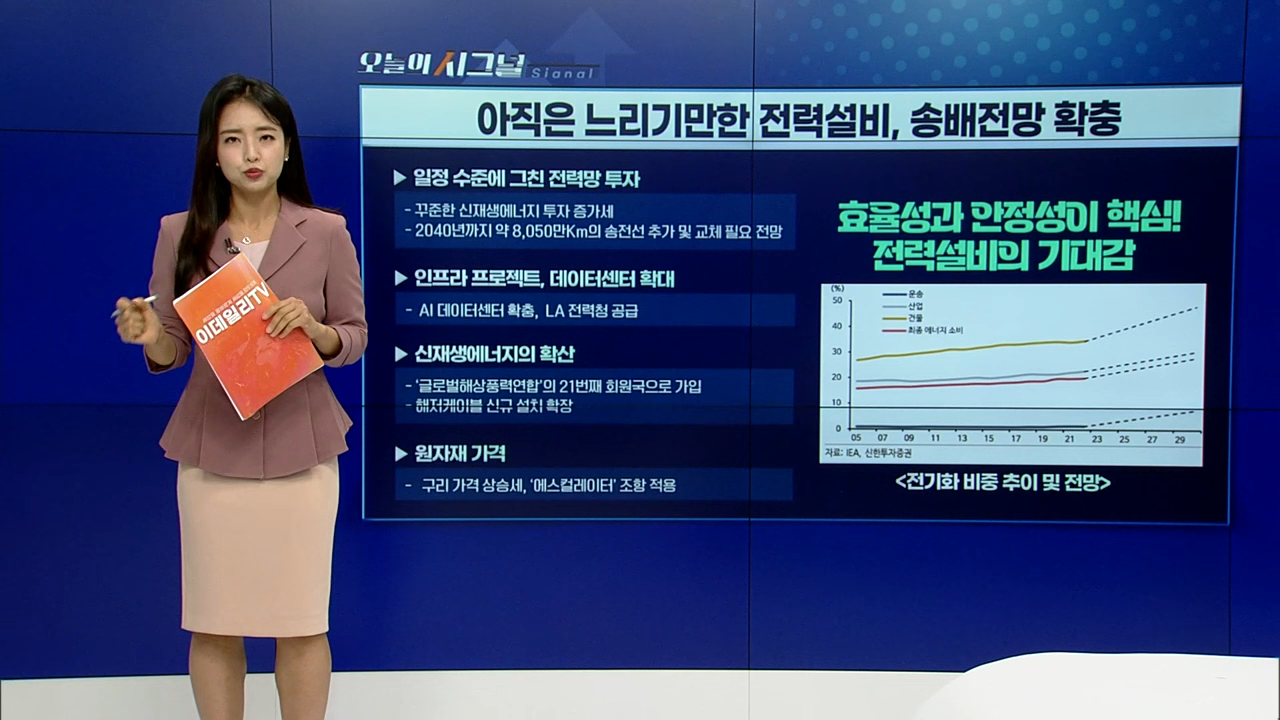 오늘의 시그널
Signal
아직은 느리기만한 전력설비, 송배전망 확충
▶ 일정 수준에 그친 전력망 투자
- 꾸준한 신재생에너지 투자 증가세
- 2040년까지 약 8,050만Km의 송전선 추가 및 교체 필요 전망
▶ 인프라 프로젝트, 데이터센터 확대
- AI 데이터센터 확충, LA 전력청 공급
▶ 신재생에너지의 확산
- '글로벌해상풍력연합'의 21번째 회원국으로 가입
- 해저케이블 신규 설치 확장
▶ 원자재 가격
- 구리 가격 상승세, '에스컬레이터' 조항 적용
효율성과 안정성이 핵심!
전력설비의 기대감
(%)
운송
산업
건물
최종 에너지 소비
50
40
30
20
10
0
05 07 09 11 13 15 17 19 21 23 25 27 29
자료: IEA, 신한투자증권
<전기화 비중 추이 및 전망>
이데일리TV